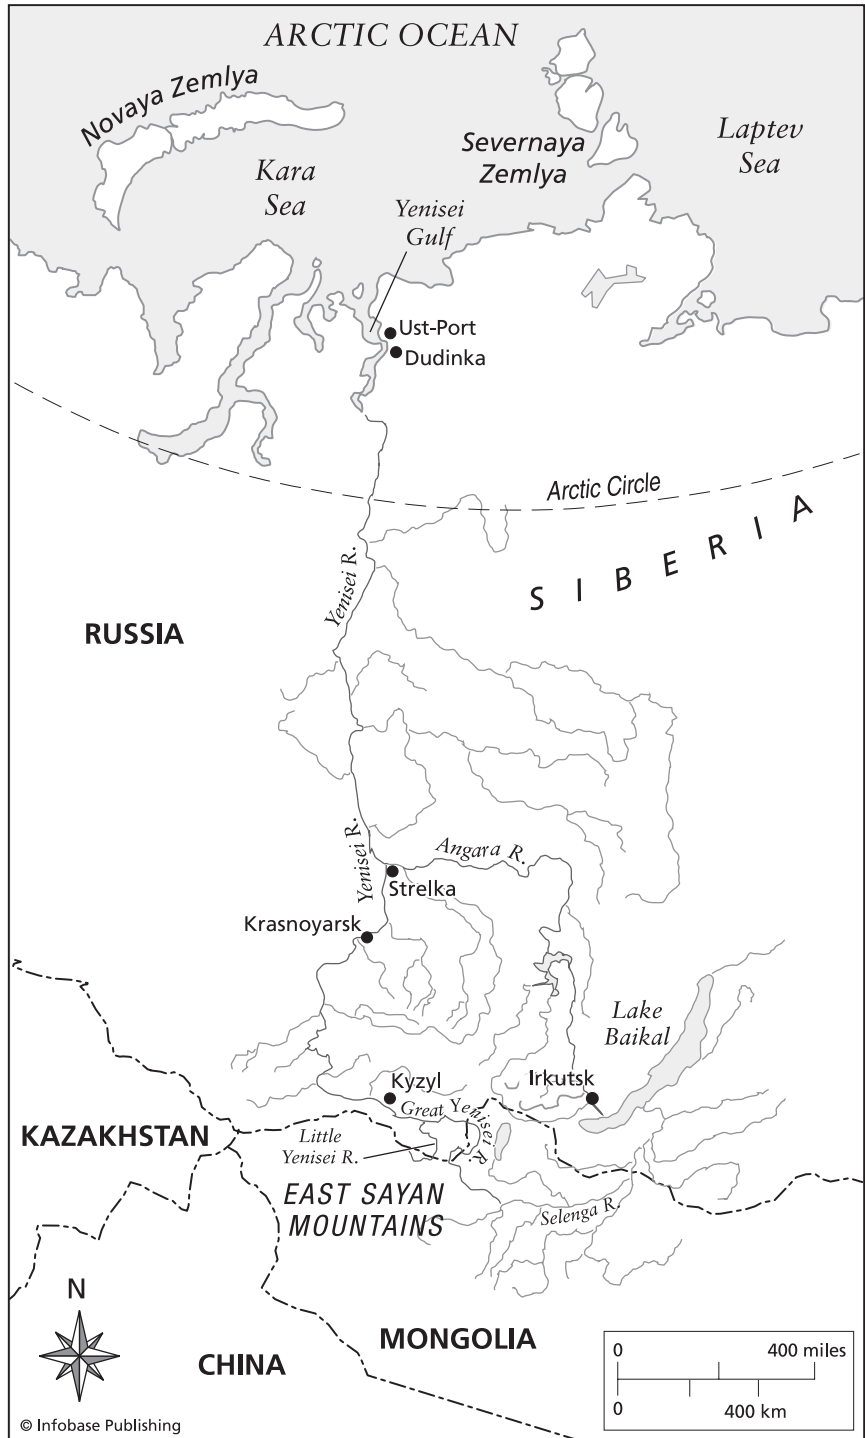 ARCTIC OCEAN
Novaya Zemlya
Severnaya
Zemlya
Laptev
Sea
Kara
Sea
Yenisei
Gulf
Ust-Port
Dudinka
Arctic Circle
SIBERIA
Yenisei R.
RUSSIA
Yenisei R.
Angara R.
Strelka
Krasnoyarsk
Lake
Baikal
Kyzyl
Irkutsk
Great Yenisei R.
KAZAKHSTAN
Little
Yenisei R.
EAST SAYAN
MOUNTAINS
Selenga R.
N
MONGOLIA
CHINA
0 400 miles
0 400 km
© Infobase Publishing